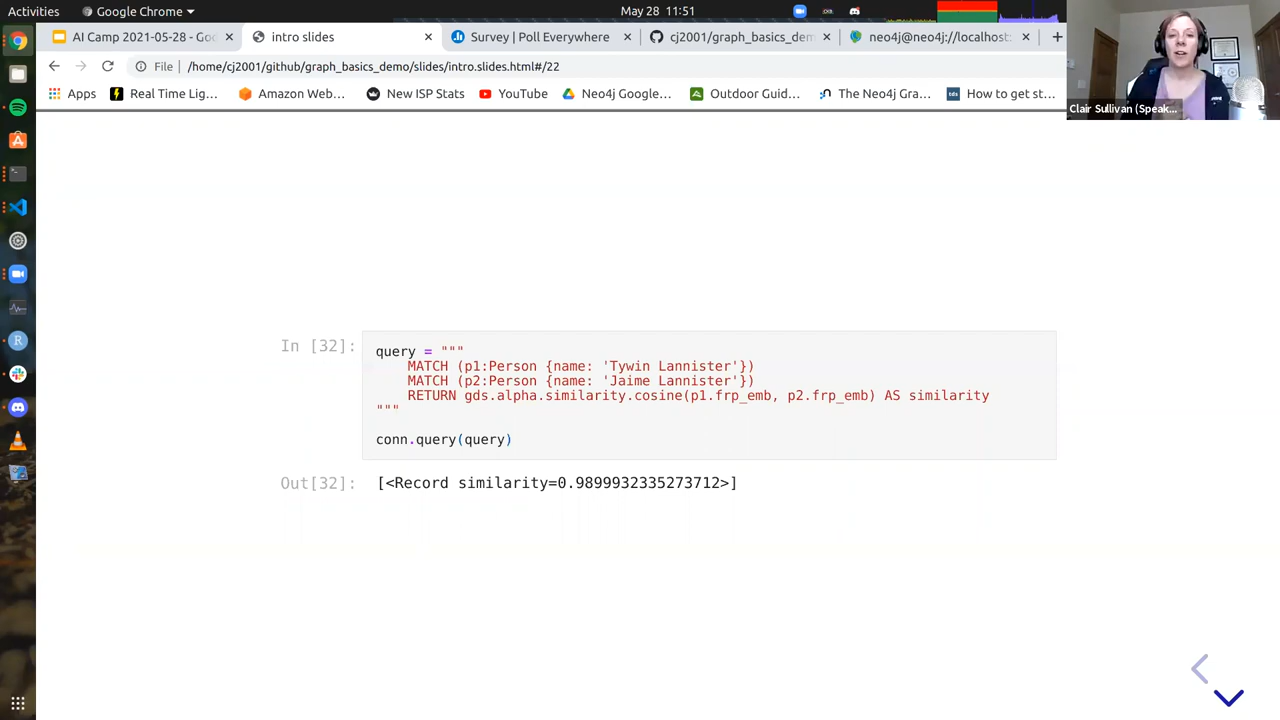 Activities
Google Chrome
May 28 11:51
AI Camp 2021-05-28 - Goo
intro slides
Survey | Poll Everywhere
cj2001/graph_basics_dem
neo4j@neo4j://localhost:
File | /home/cj2001/github/graph_basics_demo/slides/intro.slides.html#/22
Apps
Real Time Lig...
Amazon Web...
New ISP Stats
YouTube
Neo4j Google...
Outdoor Guid...
The Neo4j Gra...
How to get st...
Clair Sullivan (Speak...
In [32]:
query = """
MATCH (p1:Person {name: 'Tywin Lannister'})
MATCH (p2:Person {name: 'Jaime Lannister'})
RETURN gds.alpha.similarity.cosine(p1.frp_emb, p2.frp_emb) AS similarity
"""
conn.query(query)
Out[32]:
[<Record similarity=0.9899932335273712>]